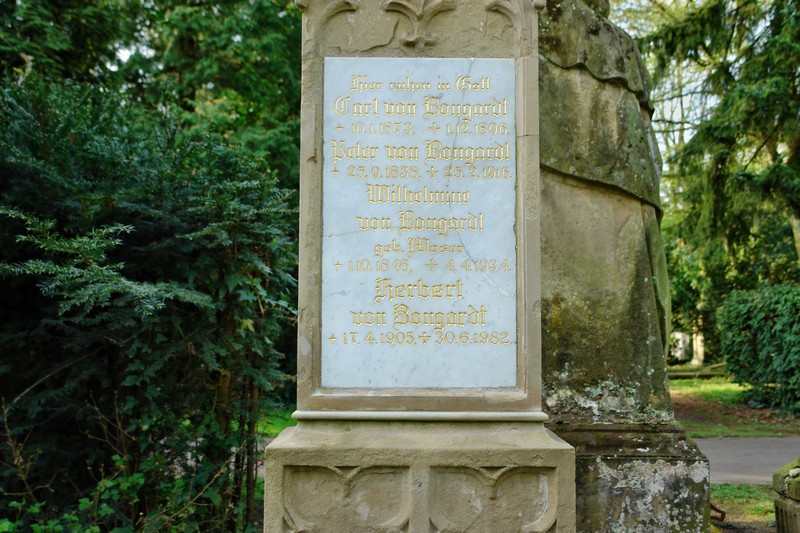 Hier ruhen in Gott
Carl von Bongardt
+ 10.1.1873. + 1.12.1896.
Peter von Bongardt
+ 25.9.1838. + 25.2.1916.
Wilhelmine
von Bongardt
geb. Moser
+ 1.10.1846. + 4.4.1934.
Herbert
von Bongardt
+ 17.4.1905. + 30.6.1982.